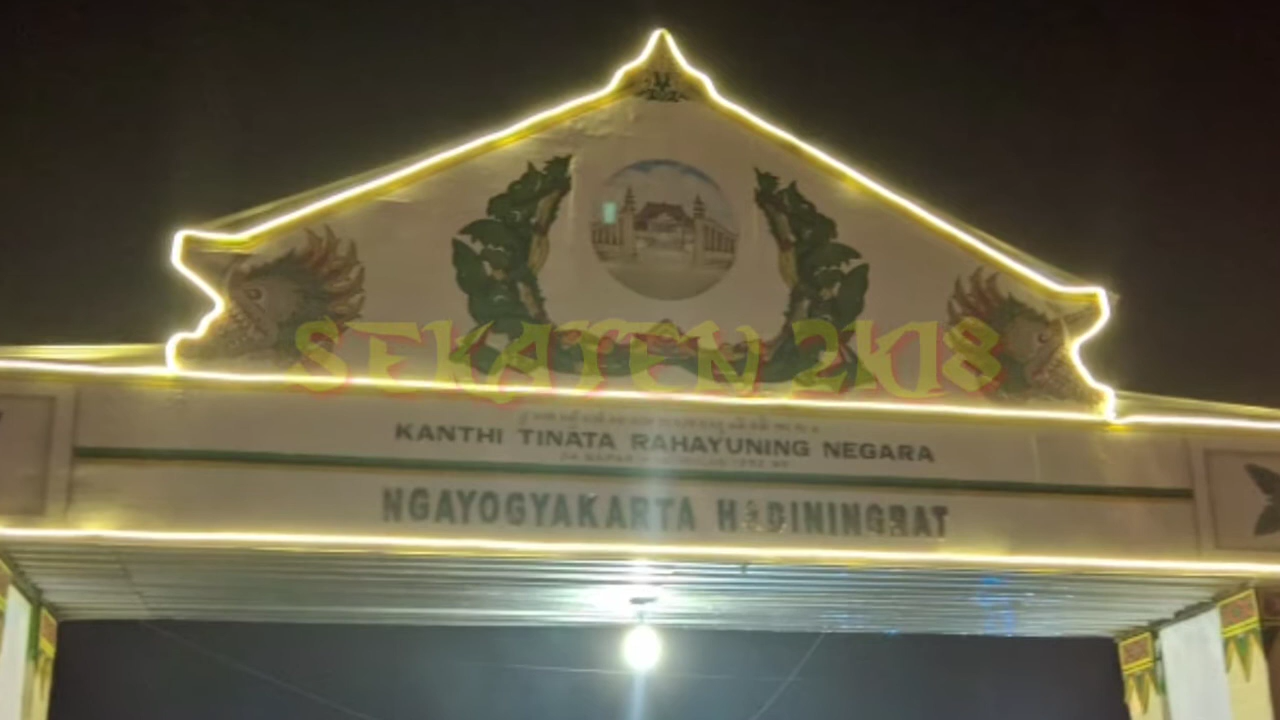 SEKATEN 2K18
KANTHI TINATA RAHAYUNING NEGARA
NGAYOGYAKARTA HADININGRAT